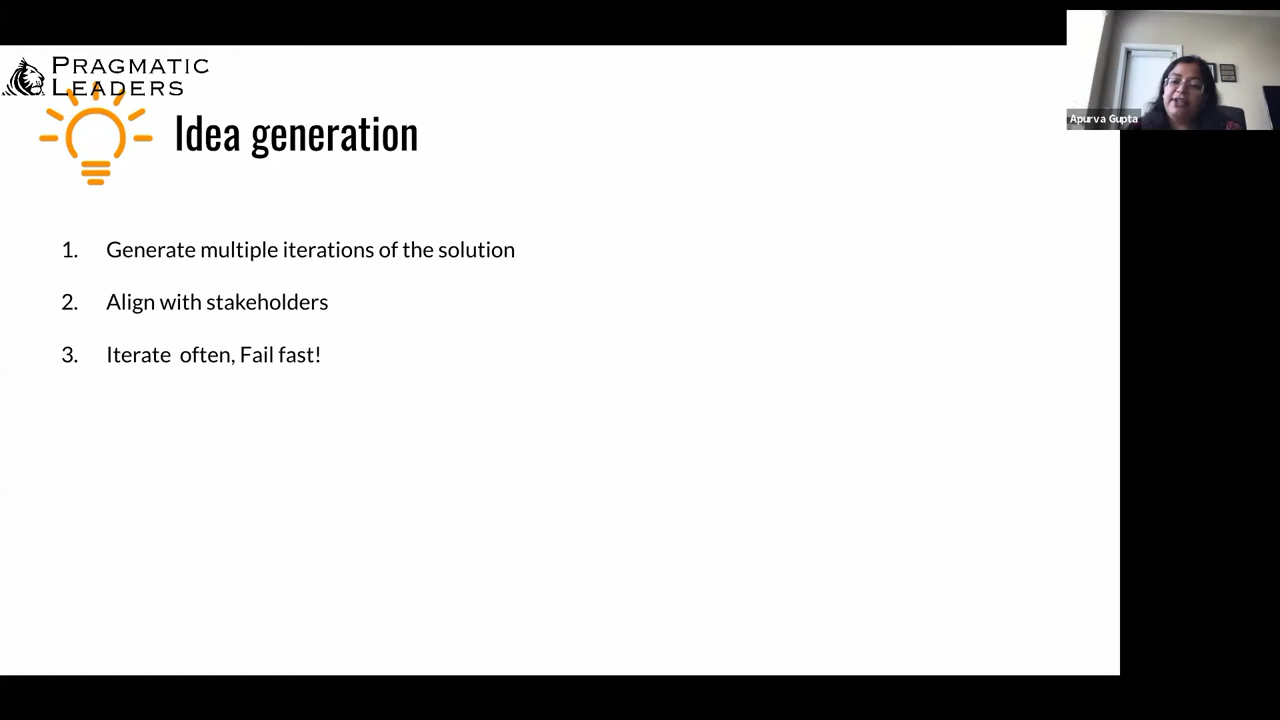 PRAGMATIC
LEADERS
Apurva Gupta
Idea generation
1. Generate multiple iterations of the solution
2. Align with stakeholders
3. Iterate often, Fail fast!